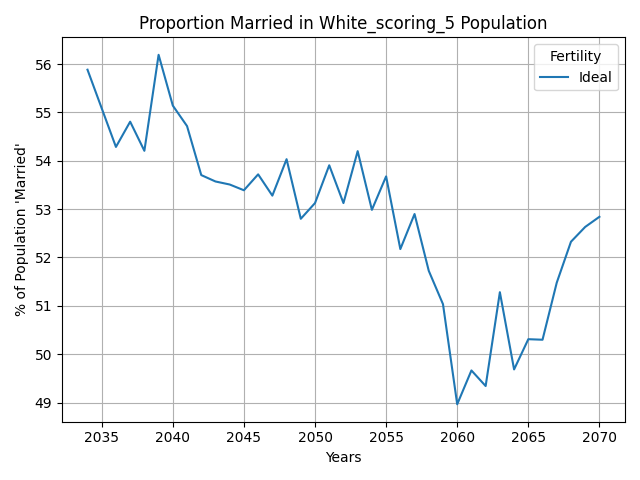 Proportion Married in White_scoring_5 Population
Fertility
Ideal
% of Population 'Married'
56
55
54
53
52
51
50
49
2035 2040 2045 2050 2055 2060 2065 2070
Years